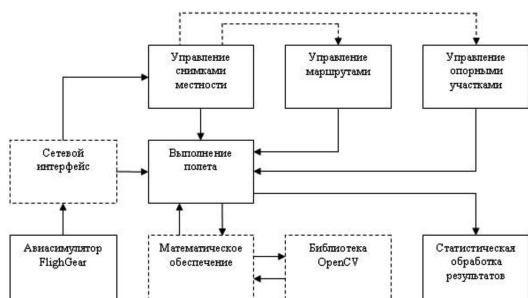 Управление
снимками
местности
Управление
маршрутами
Управление
опорными
участками
Сетевой
интерфейс
Выполнение
полета
Авиасимулятор
FlighGear
Математическое
обеспечение
Библиотека
OpenCV
Статистическая
обработка
результатов